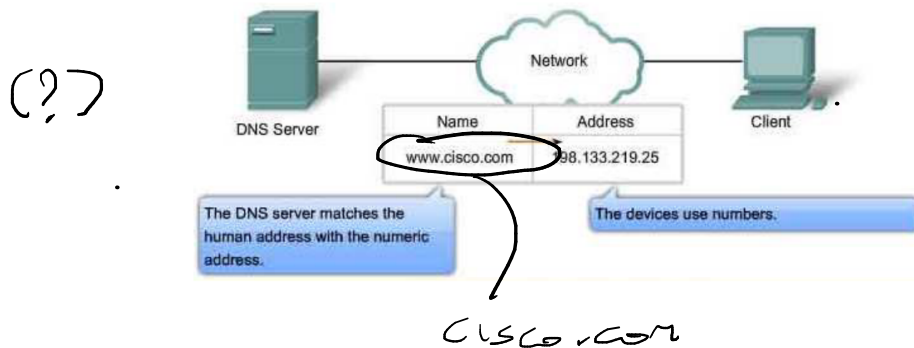 Network
(?)
DNS Server
Client
Name Address
www.cisco.com 198.133.219.25
The DNS server matches the
human address with the numeric
address.
The devices use numbers.
cisco.com